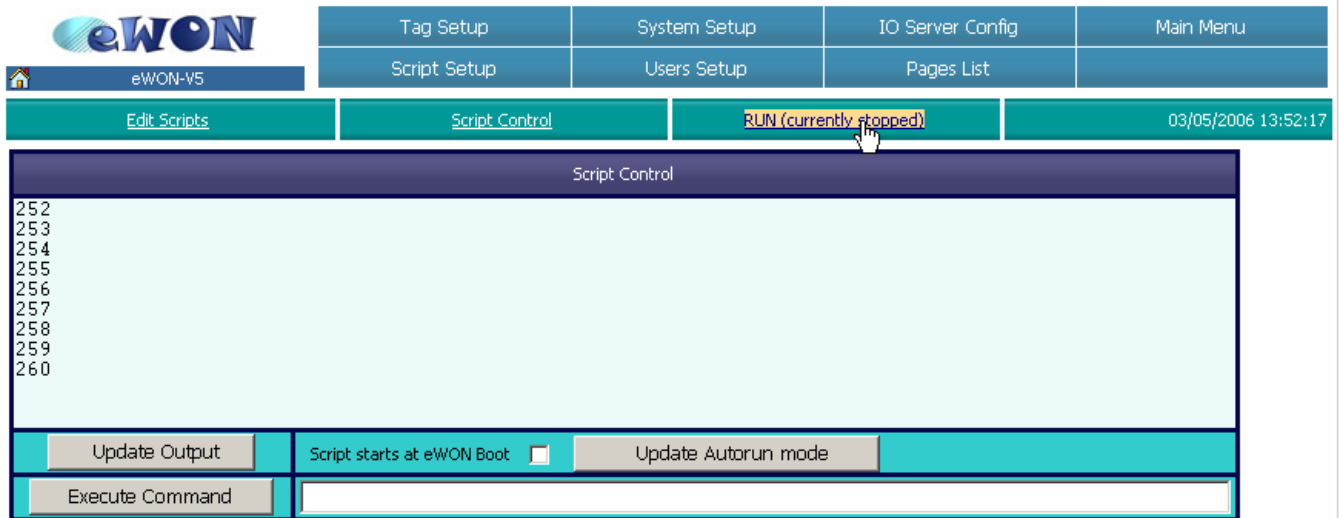 eWON
Tag Setup System Setup IO Server Config Main Menu
eWON-V5
Script Setup Users Setup Pages List
Edit Scripts Script Control RUN (currently stopped) 03/05/2006 13:52:17
Script Control
252
253
254
255
256
257
258
259
260
Update Output Script starts at eWON Boot Update Autorun mode
Execute Command